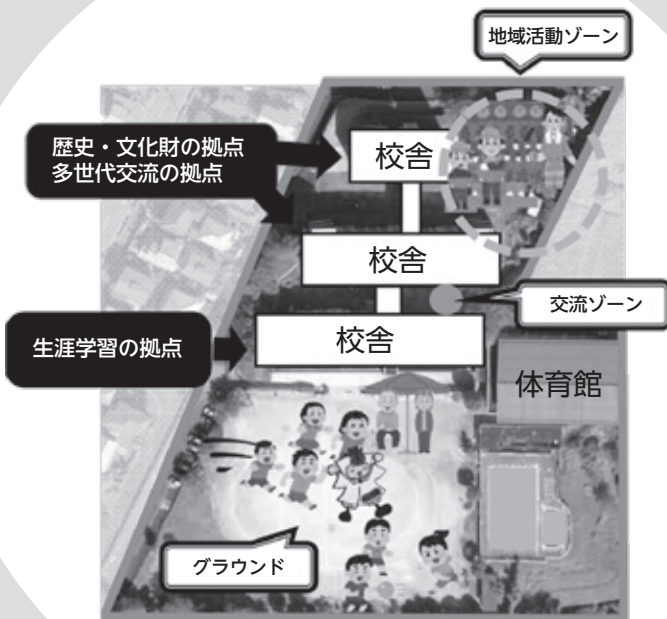 地域活動ゾーン
歴史・文化財の拠点
多世代交流の拠点
校舎
校舎
交流ゾーン
生涯学習の拠点
校舎
体育館
グラウンド